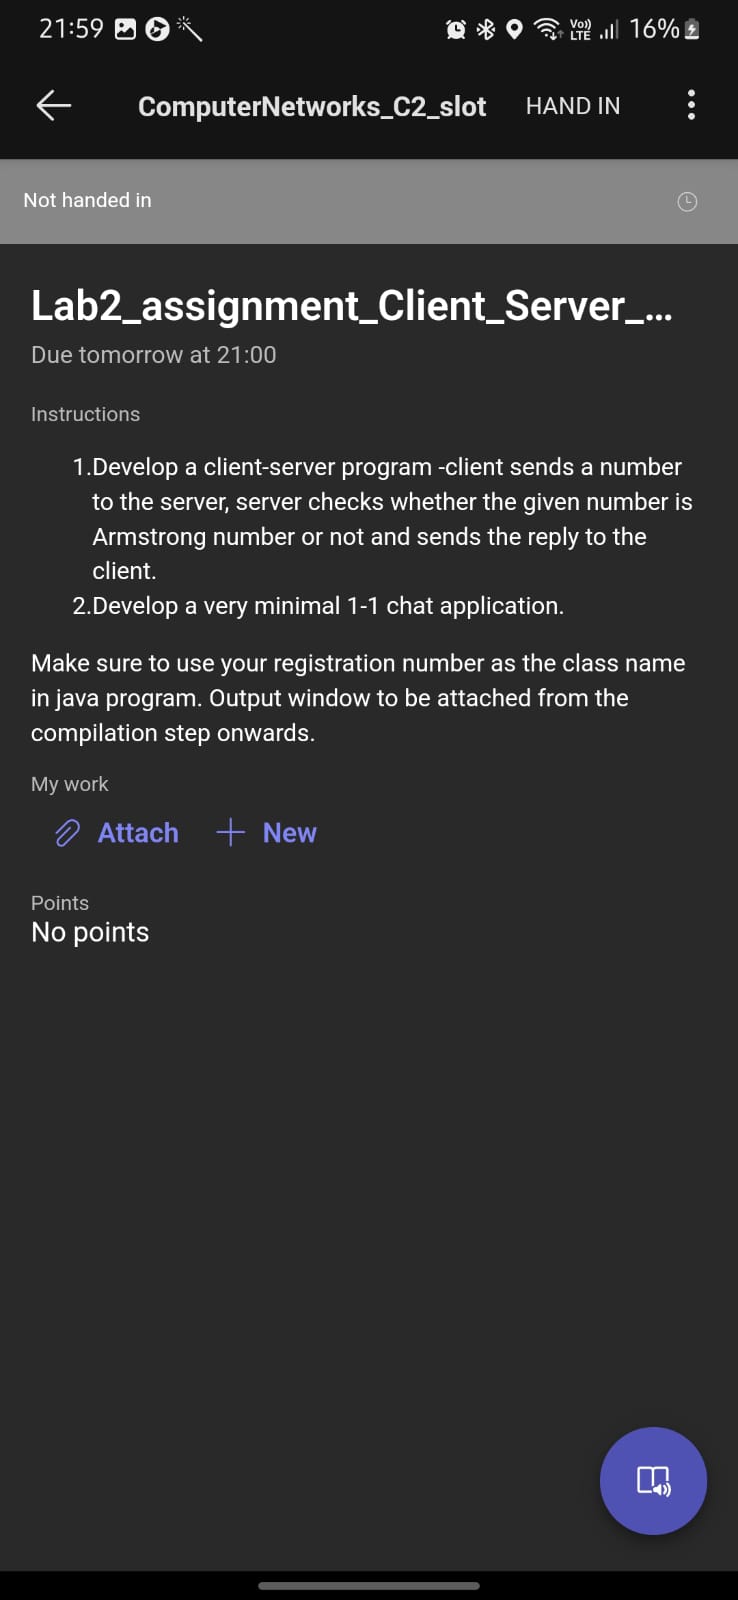 21:59 Vo)) LTE 16%
ComputerNetworks_C2_slot HAND IN
Not handed in
Lab2_assignment_Client_Server_...
Due tomorrow at 21:00
Instructions
1.Develop a client-server program -client sends a number
to the server, server checks whether the given number is
Armstrong number or not and sends the reply to the
client.
2.Develop a very minimal 1-1 chat application.
Make sure to use your registration number as the class name
in java program. Output window to be attached from the
compilation step onwards.
My work
Attach New
Points
No points